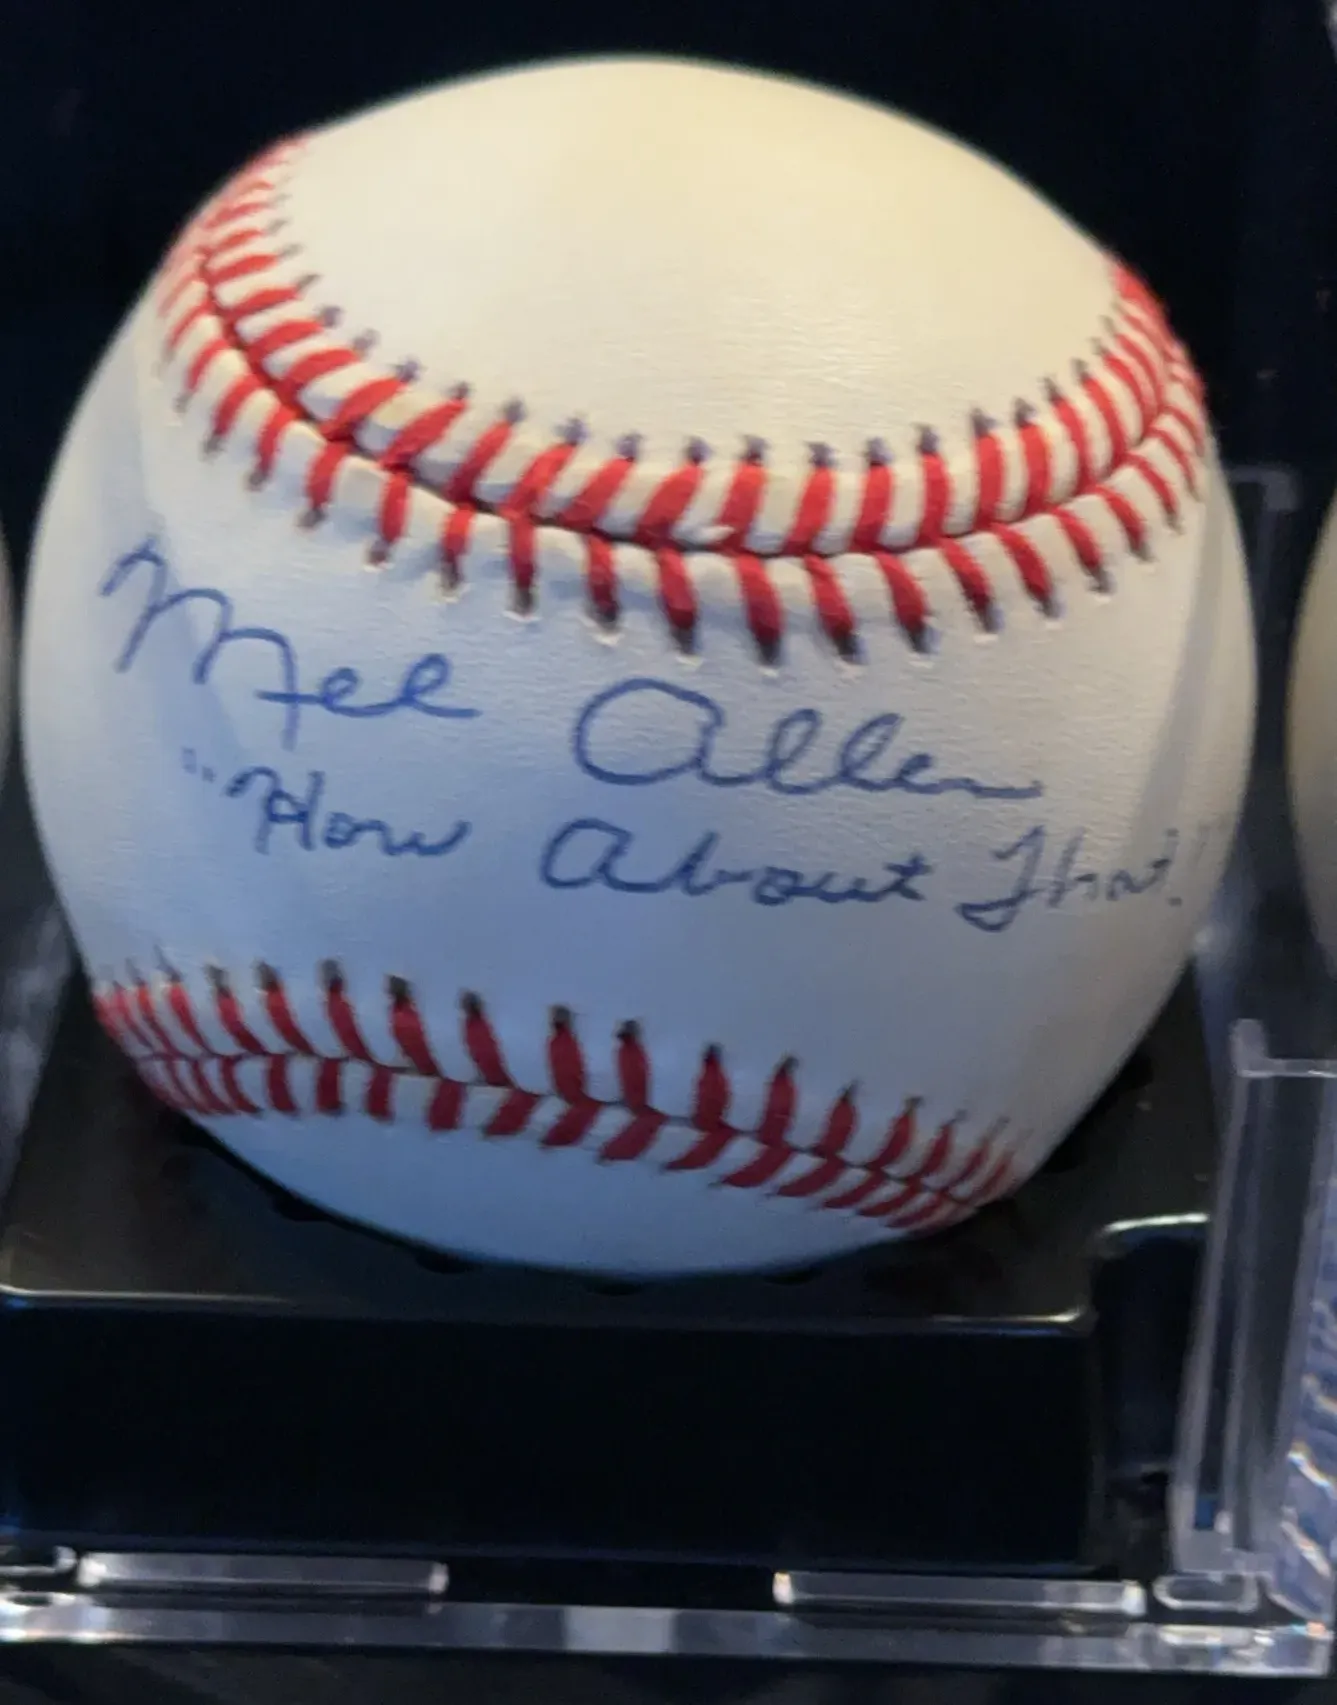 Mel Allen
"How About That!"